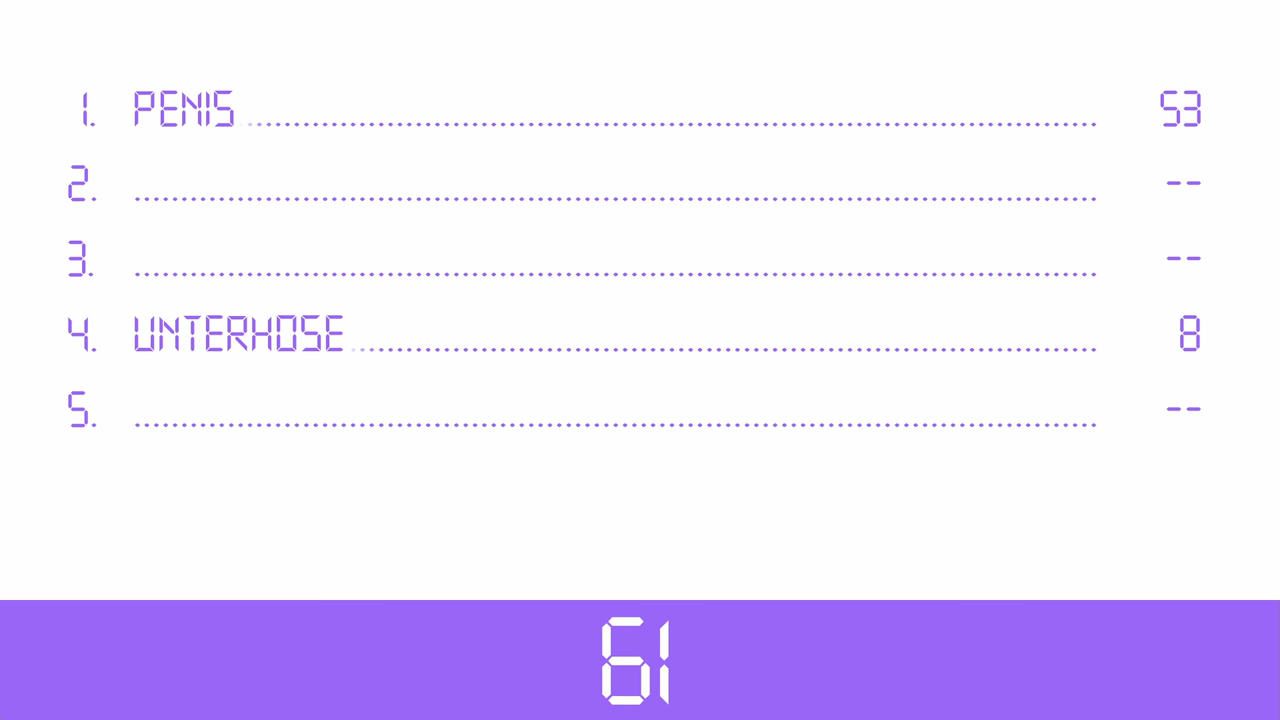 1. PENIS 53
2. --
3. --
4. UNTERHOSE 8
5. --
61